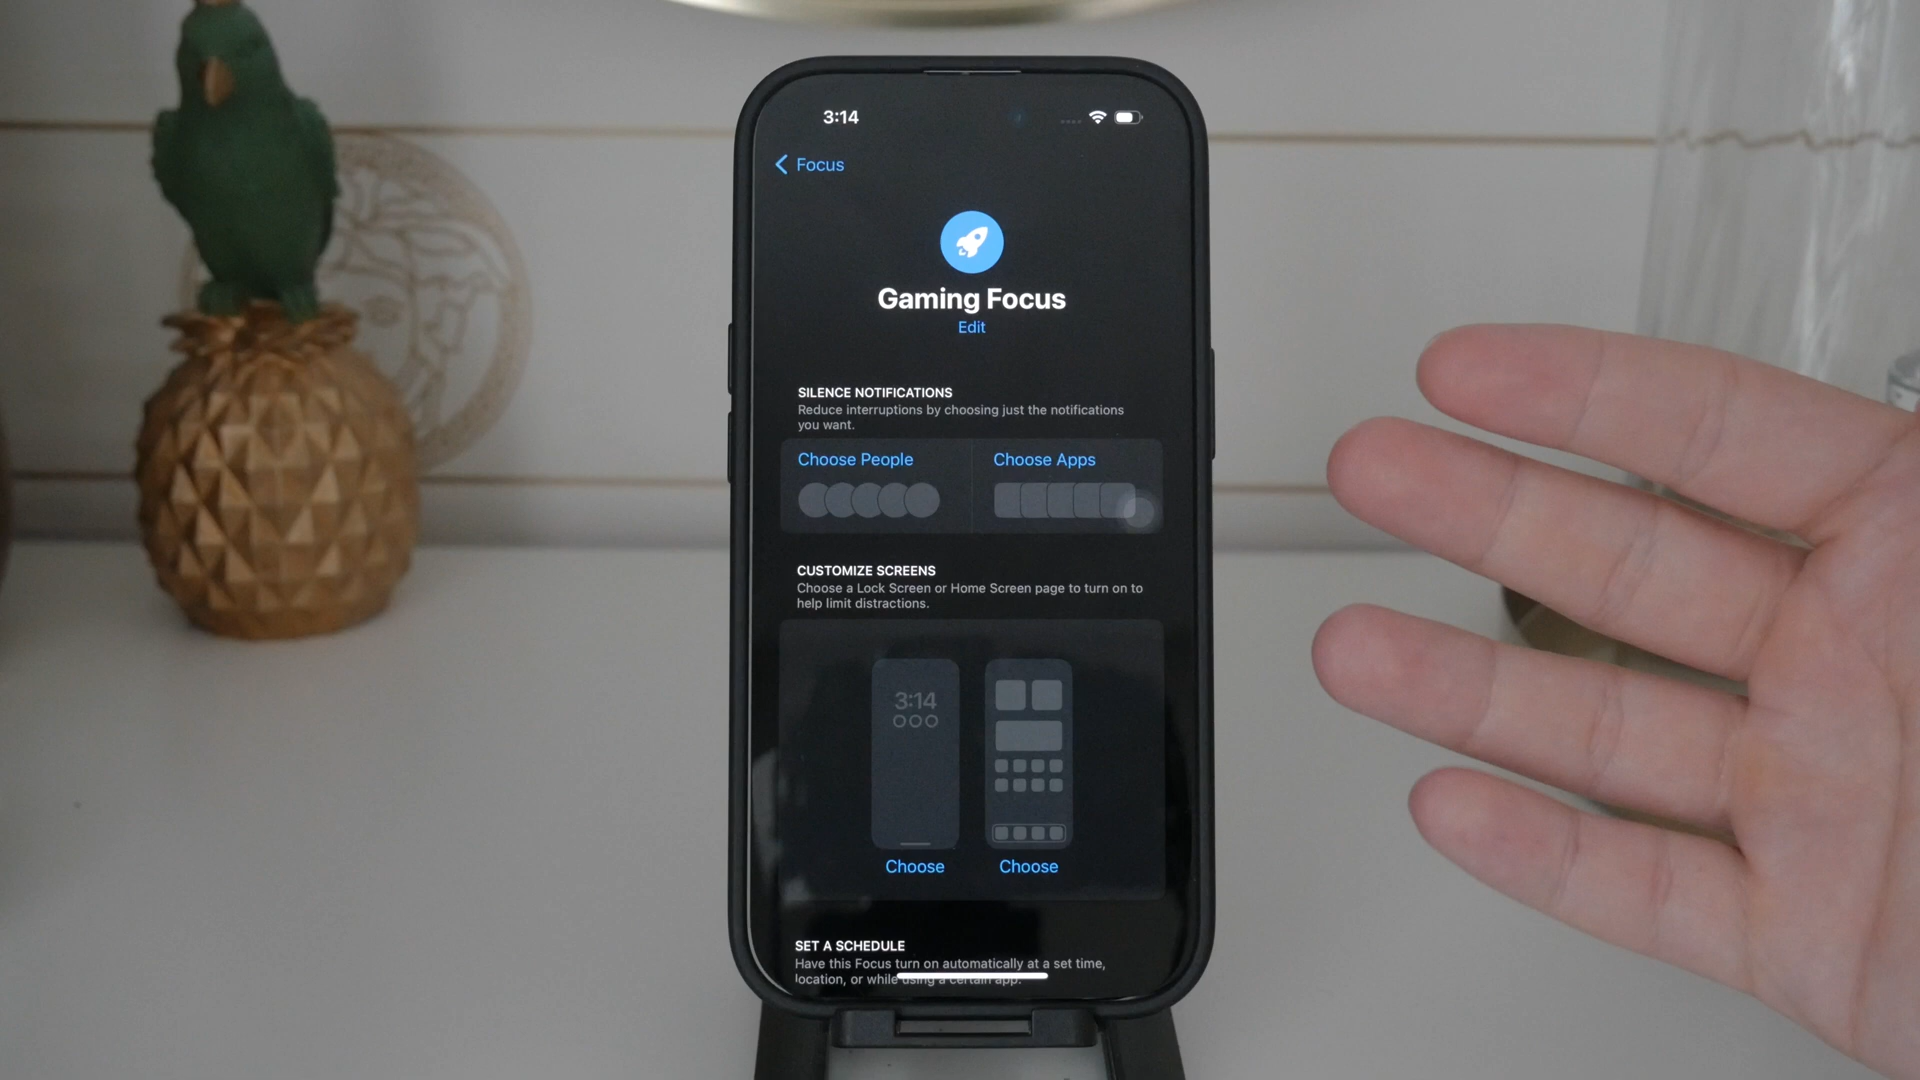 3:14
Focus
Gaming Focus
Edit
SILENCE NOTIFICATIONS
Reduce interruptions by choosing just the notifications
you want.
Choose People
Choose Apps
CUSTOMIZE SCREENS
Choose a Lock Screen or Home Screen page to turn on to
help limit distractions.
3:14
Choose
Choose
SET A SCHEDULE
Have this Focus turn on automatically at a set time,
location, or while using a certain app.